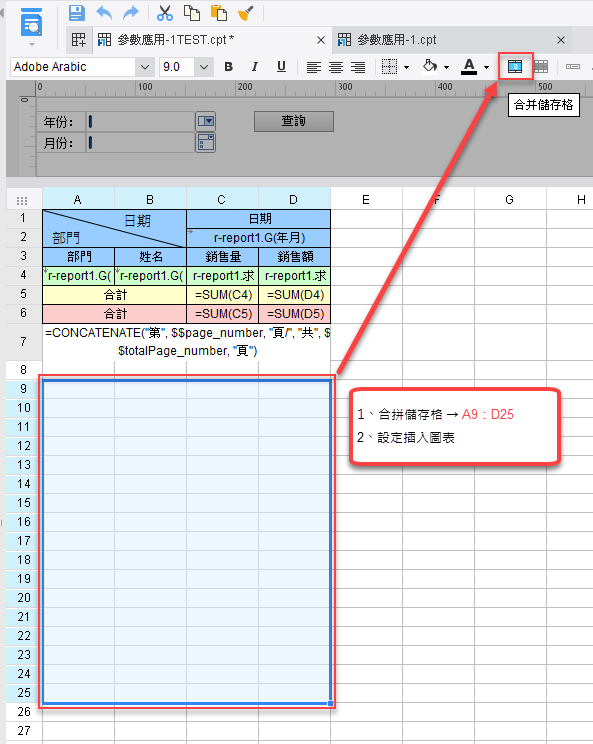 參數應用-1TEST.cpt *
參數應用-1.cpt
Adobe Arabic
9.0
B
I
U
A
合并儲存格
0
100
200
300
400
500
0
年份:
查詢
月份:
A B C D E F G H
1 日期 日期
2 部門 r-report1.G(年月)
3 部門 姓名 銷售量 銷售額
4 r-report1.G( r-report1.G( r-report1.求 r-report1.求
5 合計 =SUM(C4) =SUM(D4)
6 合計 =SUM(C5) =SUM(D5)
7 =CONCATENATE("第", $$page_number, "頁/", "共", $
$totalPage_number, "頁")
8
9
10
11
12
13
14
15
16
17
18
19
20
21
22
23
24
25
26
27
1、合拼儲存格 → A9：D25
2、設定插入圖表